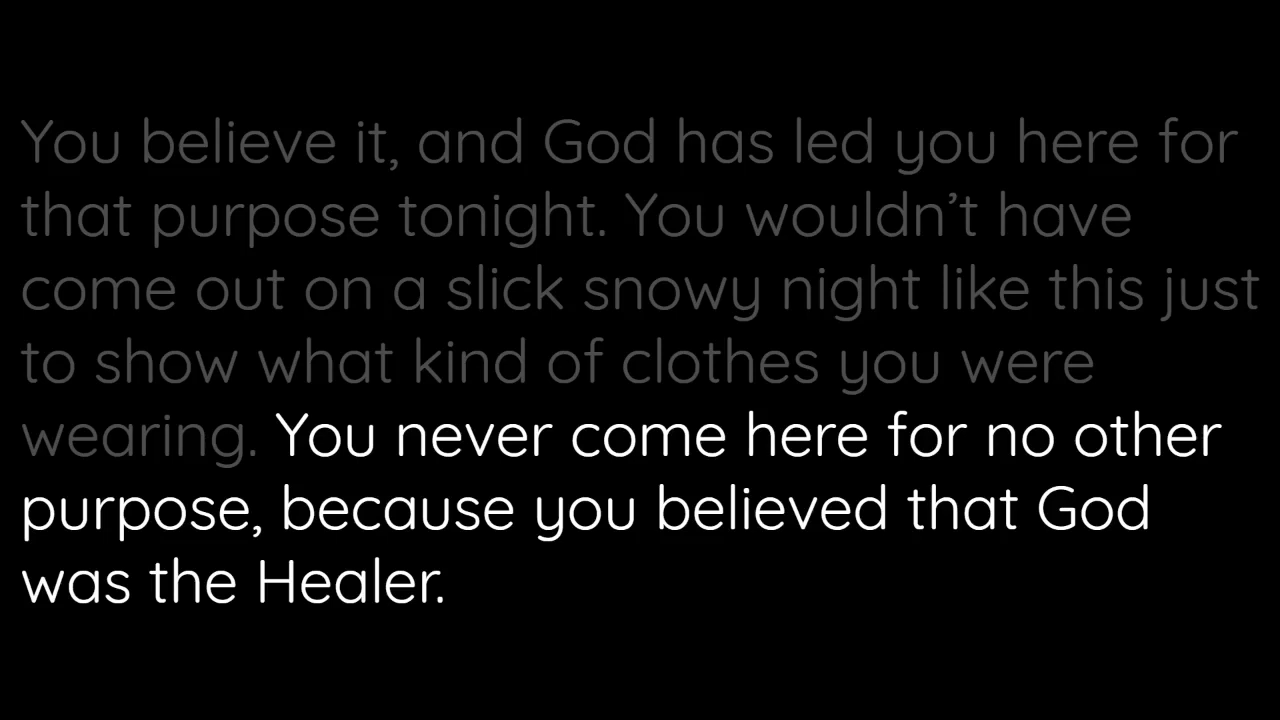 You believe it, and God has led you here for
that purpose tonight. You wouldn’t have
come out on a slick snowy night like this just
to show what kind of clothes you were
wearing. You never come here for no other
purpose, because you believed that God
was the Healer.